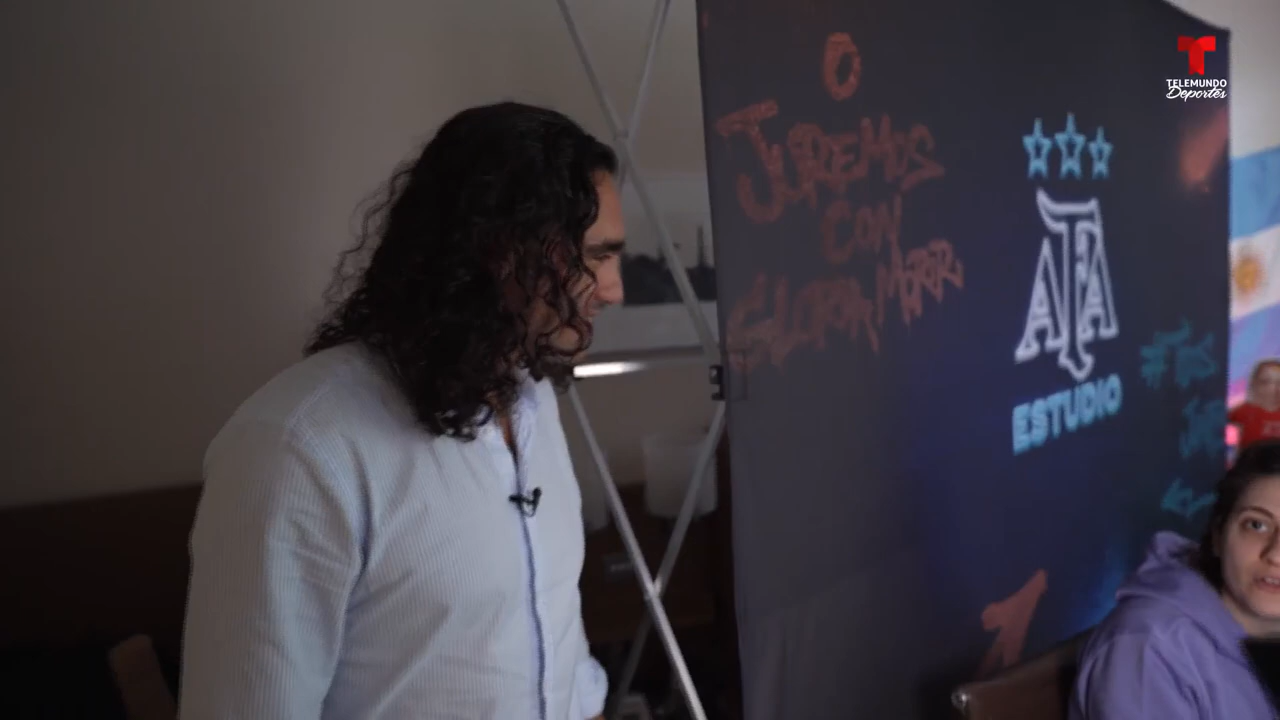 O
JUREMOS
CON
GLORIA MORIR
AFA
ESTUDIO
TELEMUNDO
Deportes